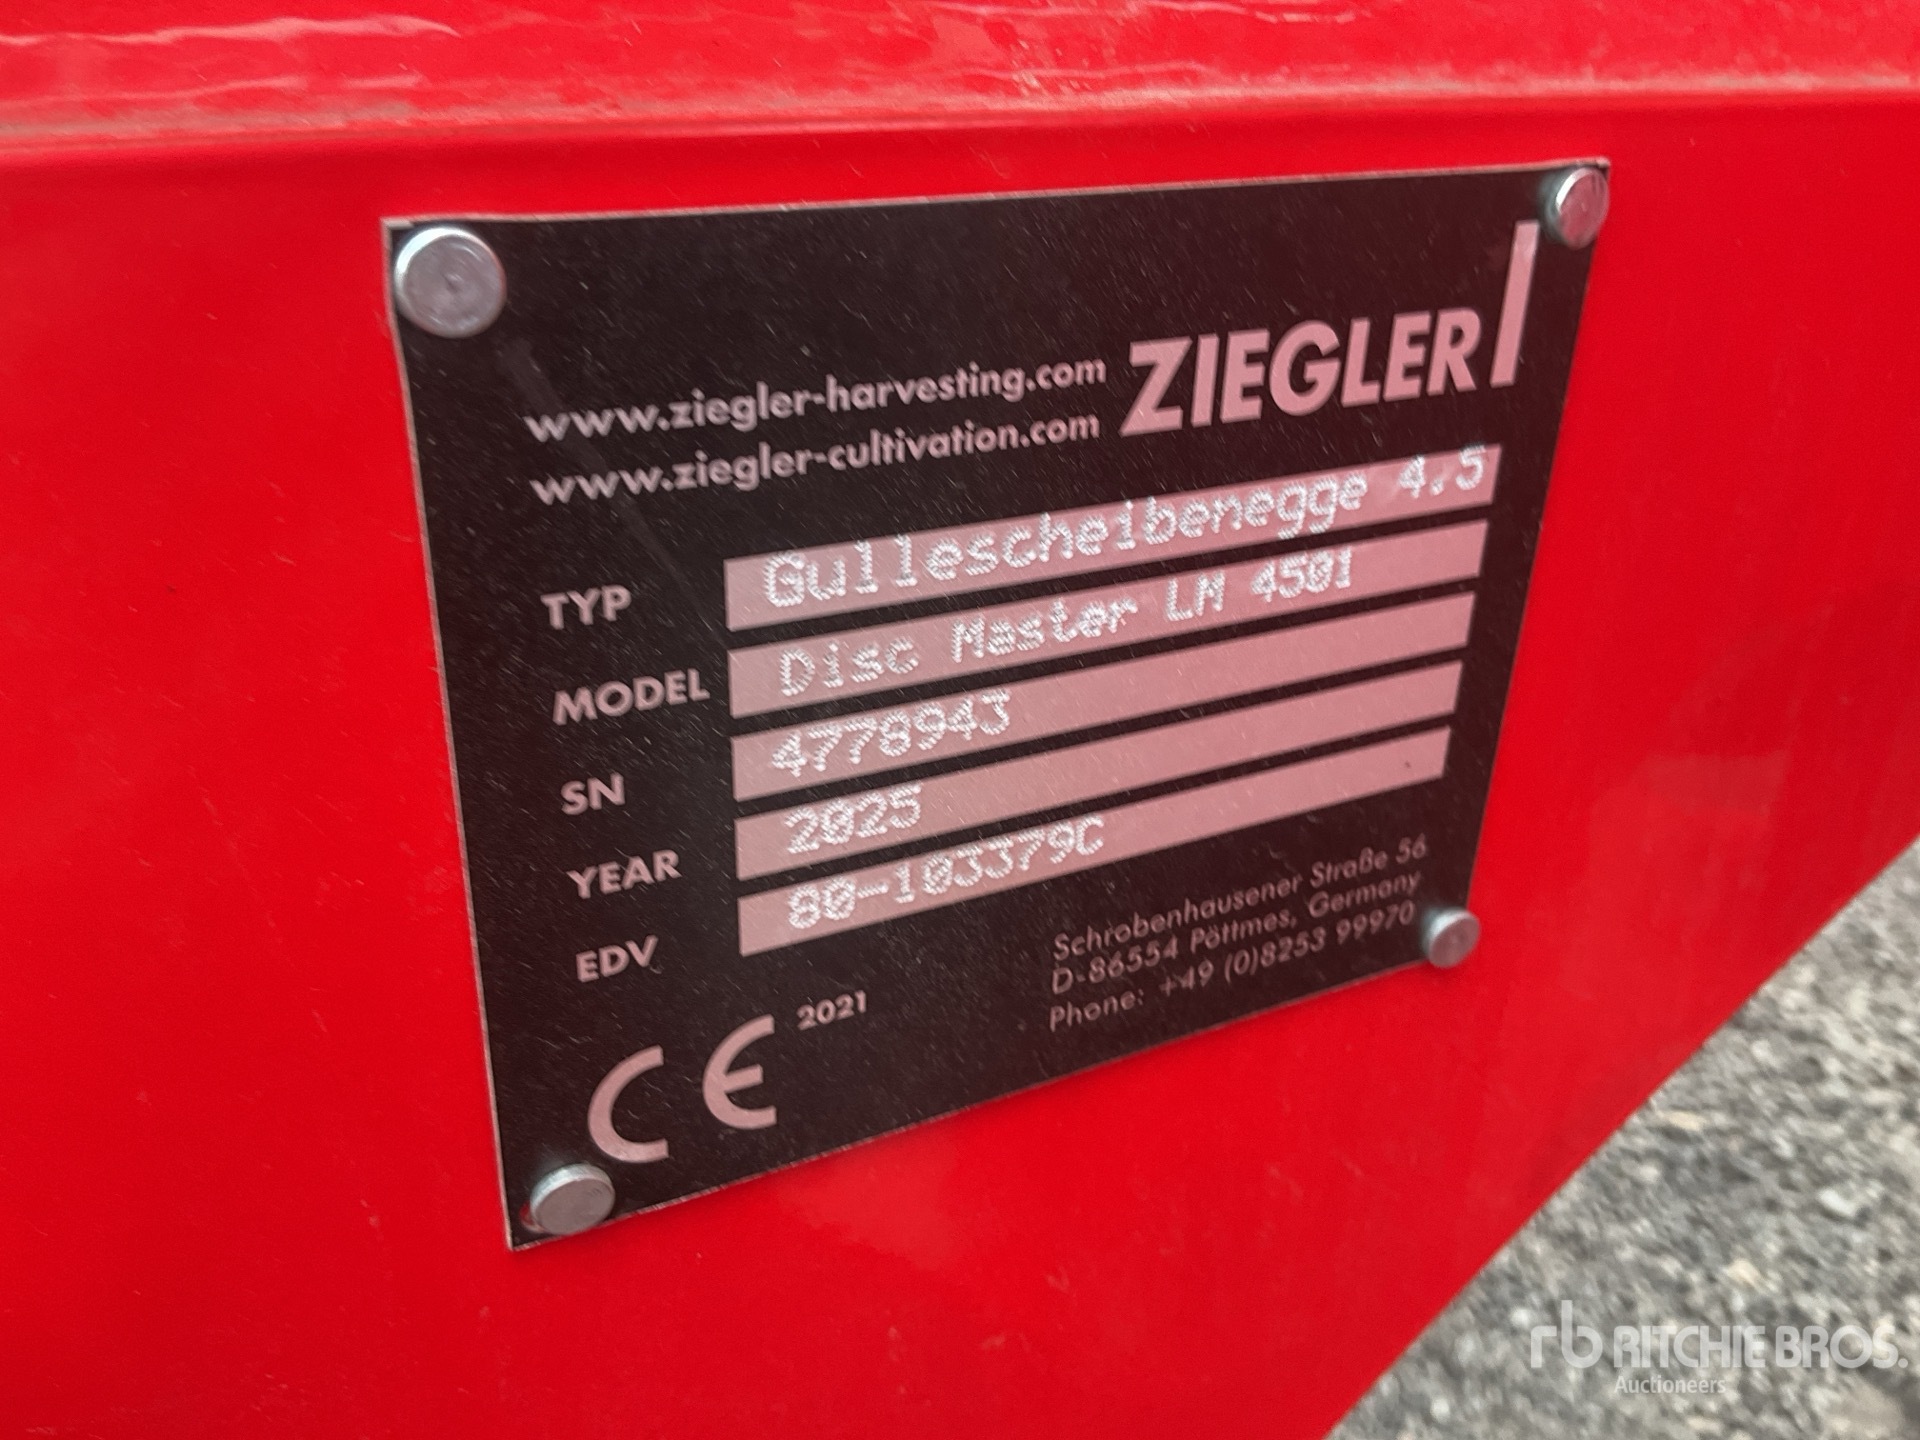 www.ziegler-harvesting.com
www.ziegler-cultivation.com
ZIEGLER
TYP Gullescheibenegge 4.5
MODEL Disc Master LM 4501
SN 4778943
YEAR 2025
EDV 80-103379C
CE 2021
Schrobenhausener Straße 56
D-86554 Pöttmes, Germany
Phone: +49 (0)8253 99970
rb RITCHIE BROS.
Auctioneers